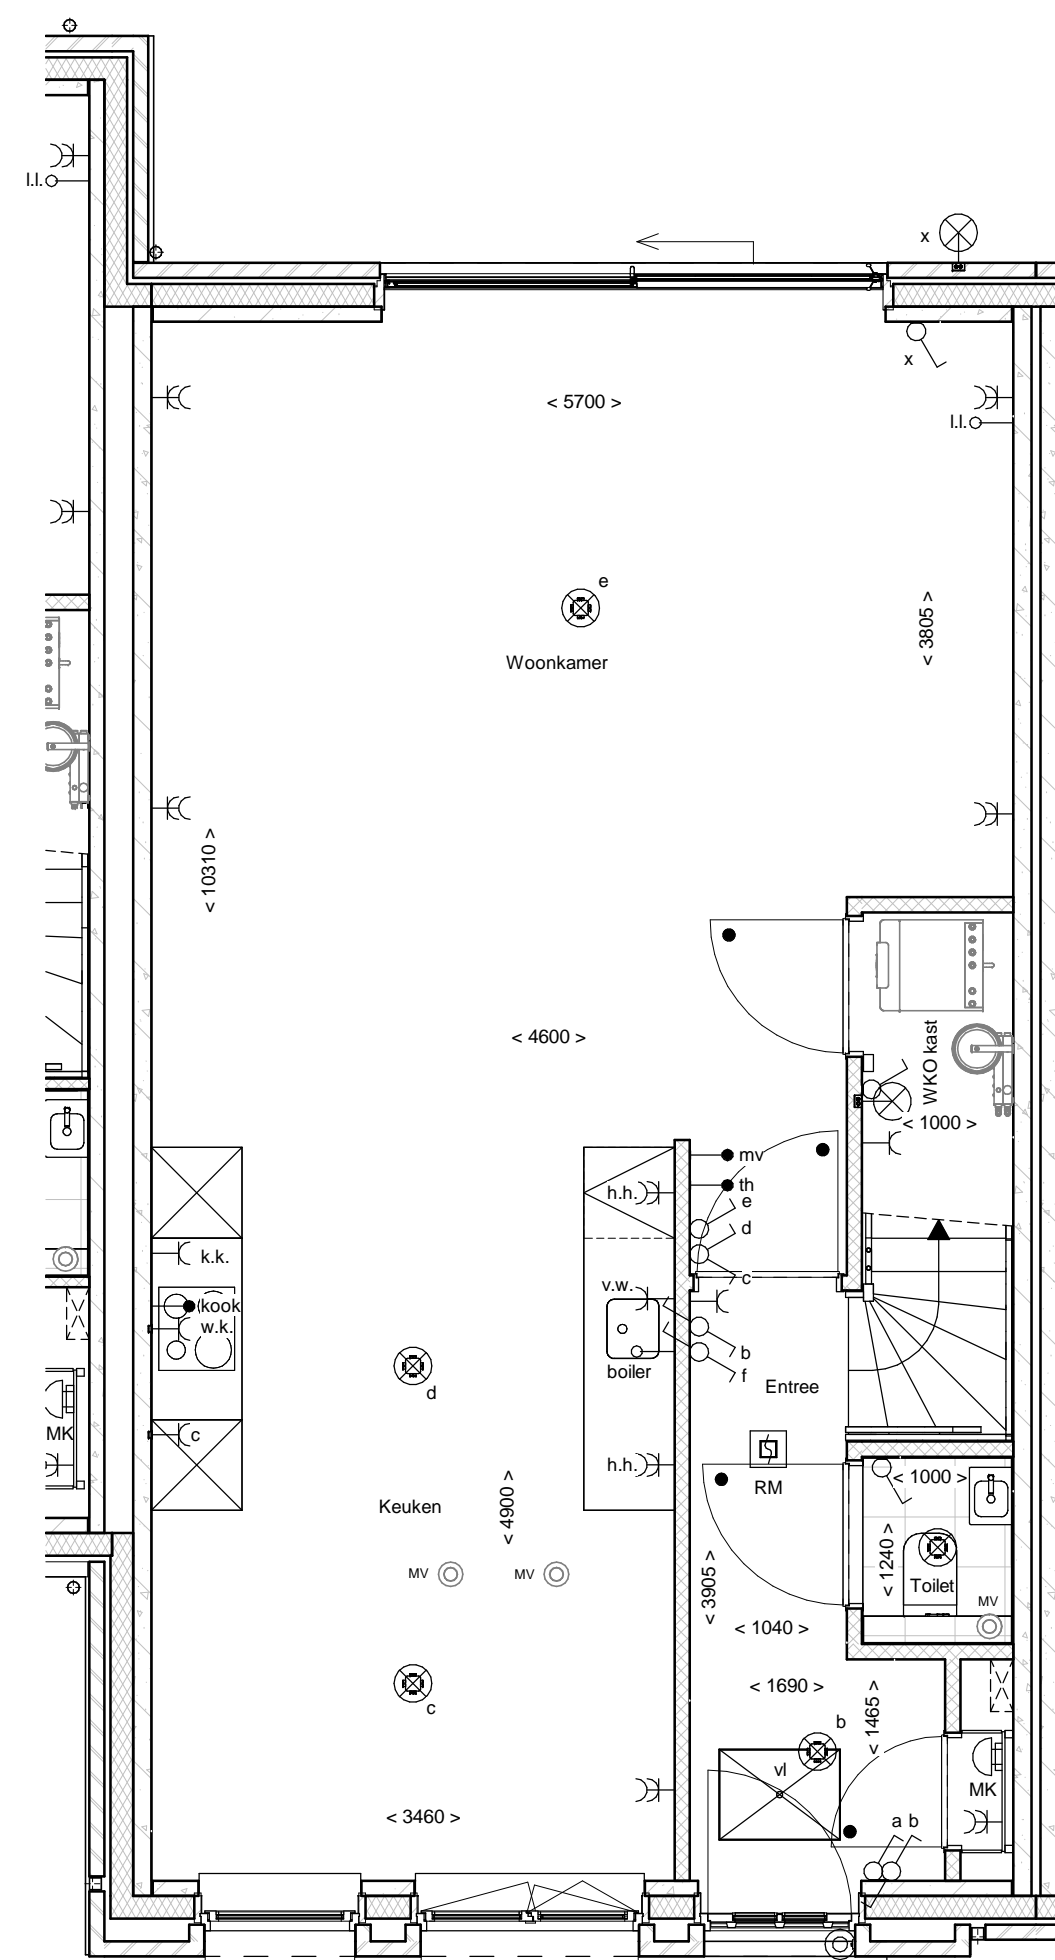 l.l.
x
x
< 5700 >
l.l.
e
Woonkamer
< 3805 >
< 10310 >
< 4600 >
WKO kast
< 1000 >
mv
h.h.
th
e
d
k.k.
c
v.w.
kook
w.k.
b
boiler
f
d
Entree
MK
c
h.h.
< 1000 >
RM
Keuken
< 4900 >
< 1240 >
MV
MV
< 3905 >
Toilet
MV
< 1040 >
< 1690 >
c
< 1465 >
b
vl
MK
< 3460 >
a b